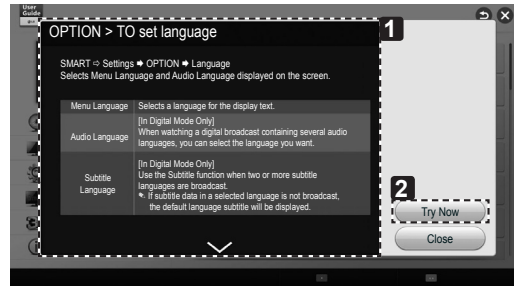 User
Guide
OPTION > TO set language
1
SMART ⇨ Settings ➡ OPTION ➡ Language
Selects Menu Language and Audio Language displayed on the screen.
Menu Language Selects a language for the display text.
Audio Language [In Digital Mode Only]
When watching a digital broadcast containing several audio
languages, you can select the language you want.
Subtitle
Language
[In Digital Mode Only]
Use the Subtitle function when two or more subtitle
languages are broadcast.
If subtitle data in a selected language is not broadcast,
the default language subtitle will be displayed.
2
Try Now
Close